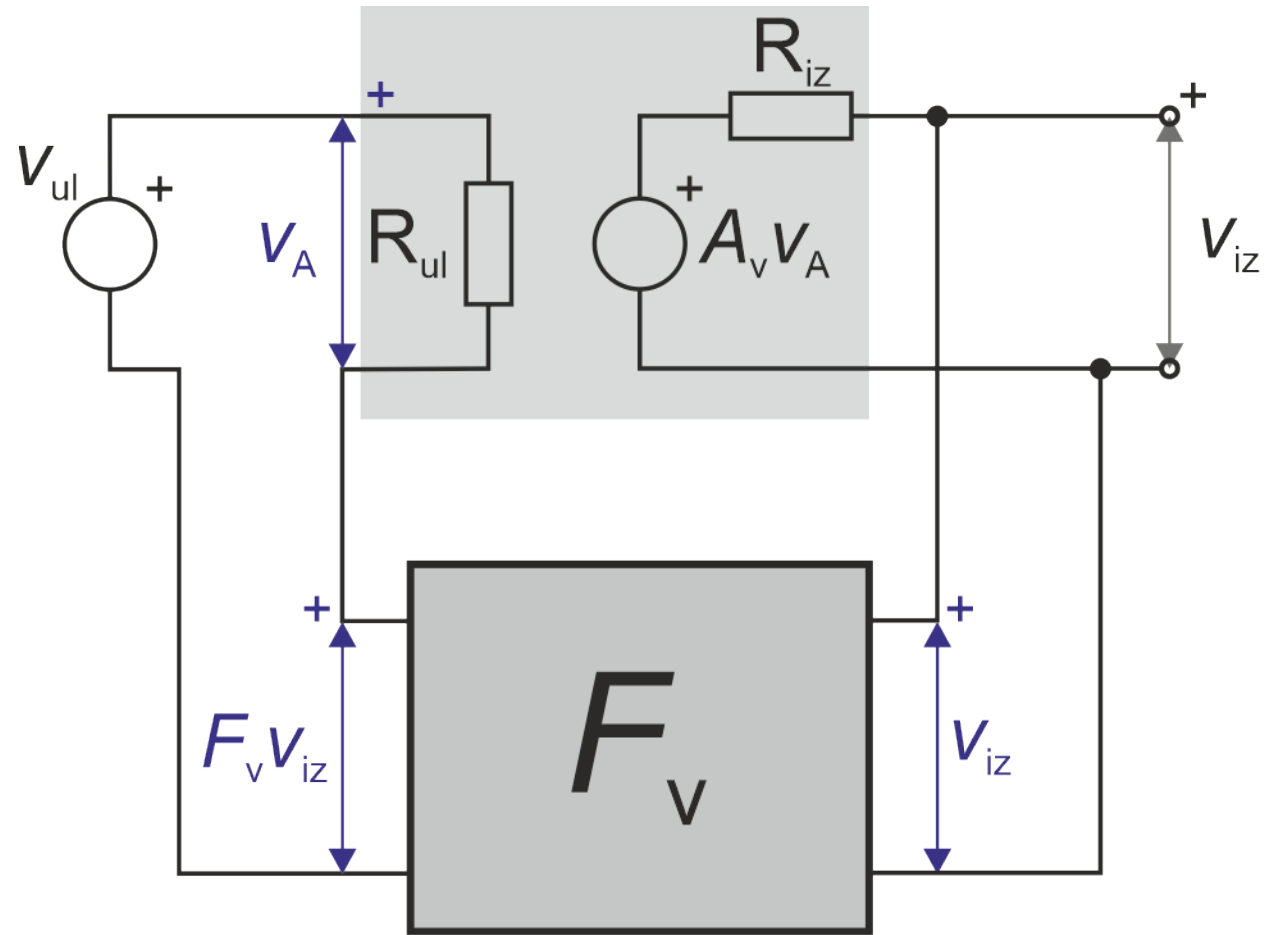 R_iz
+ +
v_ul + +
v_A R_ul A_v v_A v_iz
+ +
F_v v_iz F_v v_iz